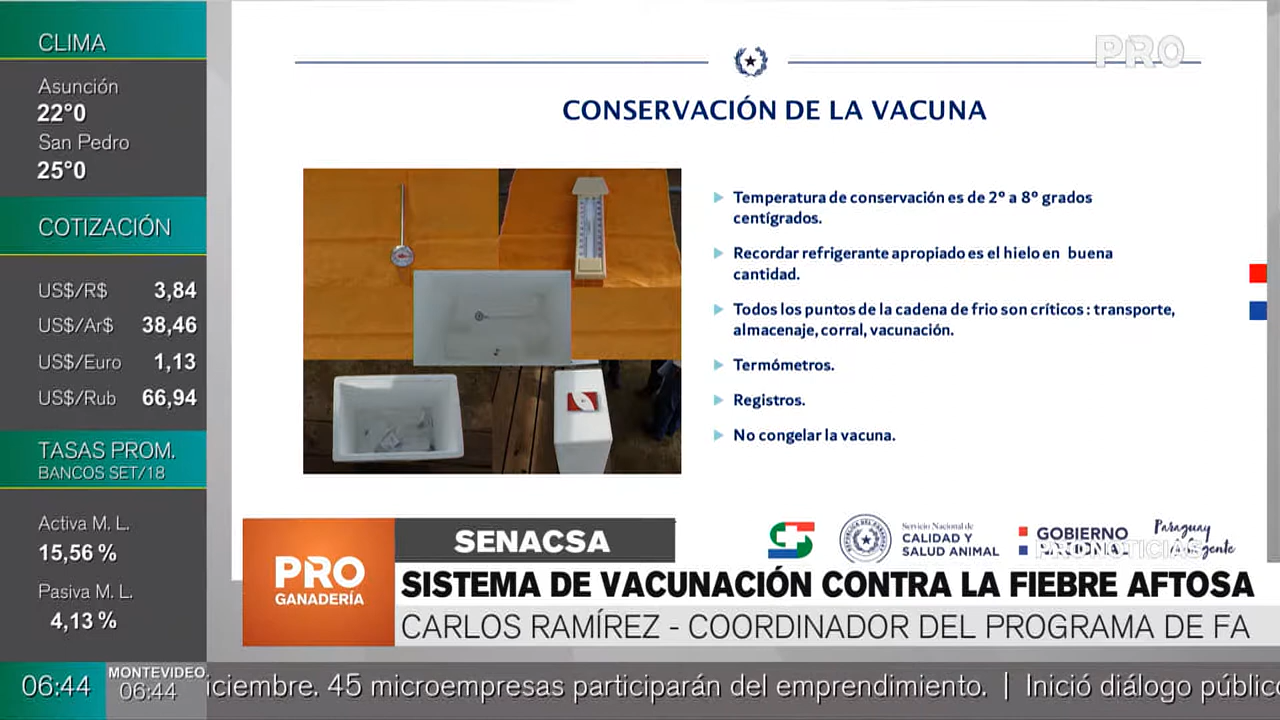 CLIMA
Asunción
22°0
San Pedro
25°0
COTIZACIÓN
US$/R$ 3,84
US$/Ar$ 38,46
US$/Euro 1,13
US$/Rub 66,94
TASAS PROM.
BANCOS SET/18
Activa M. L.
15,56 %
Pasiva M. L.
4,13 %
PRO
CONSERVACIÓN DE LA VACUNA
Temperatura de conservación es de 2° a 8° grados
centígrados.
Recordar refrigerante apropiado es el hielo en buena
cantidad.
Todos los puntos de la cadena de frio son críticos : transporte,
almacenaje, corral, vacunación.
Termómetros.
Registros.
No congelar la vacuna.
Servicio Nacional de
CALIDAD Y
SALUD ANIMAL
GOBIERNO
Paraguay
PRONOTICIAS
PRO
GANADERÍA
SENACSA
SISTEMA DE VACUNACIÓN CONTRA LA FIEBRE AFTOSA
CARLOS RAMÍREZ - COORDINADOR DEL PROGRAMA DE FA
06:44
MONTEVIDEO
06:44
iciembre. 45 microempresas participarán del emprendimiento. | Inició diálogo público